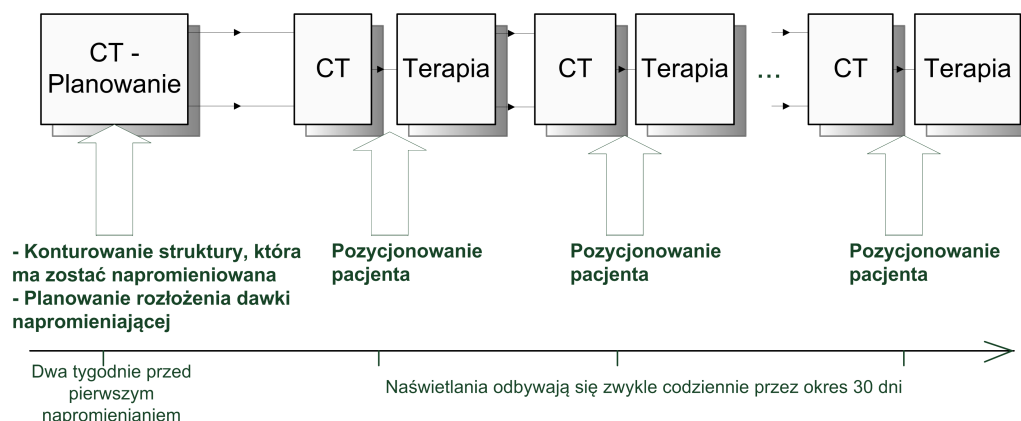 CT -
Planowanie
CT
Terapia
CT
Terapia
...
CT
Terapia
- Konturowanie struktury, która
ma zostać napromieniowana
- Planowanie rozłożenia dawki
napromieniającej
Pozycjonowanie
pacjenta
Pozycjonowanie
pacjenta
Pozycjonowanie
pacjenta
Dwa tygodnie przed
pierwszym
napromienianiem
Naświetlania odbywają się zwykle codziennie przez okres 30 dni